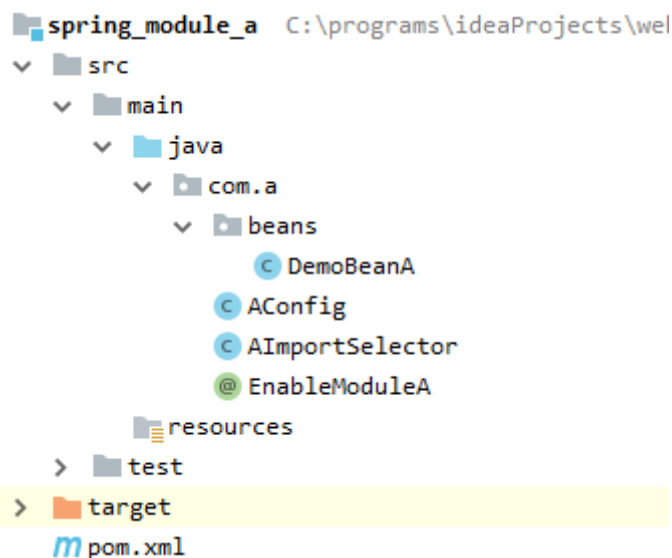 spring_module_a C:\programs\ideaProjects\wel
src
main
java
com.a
beans
C DemoBeanA
C AConfig
C AImportSelector
@ EnableModuleA
resources
test
target
m pom.xml